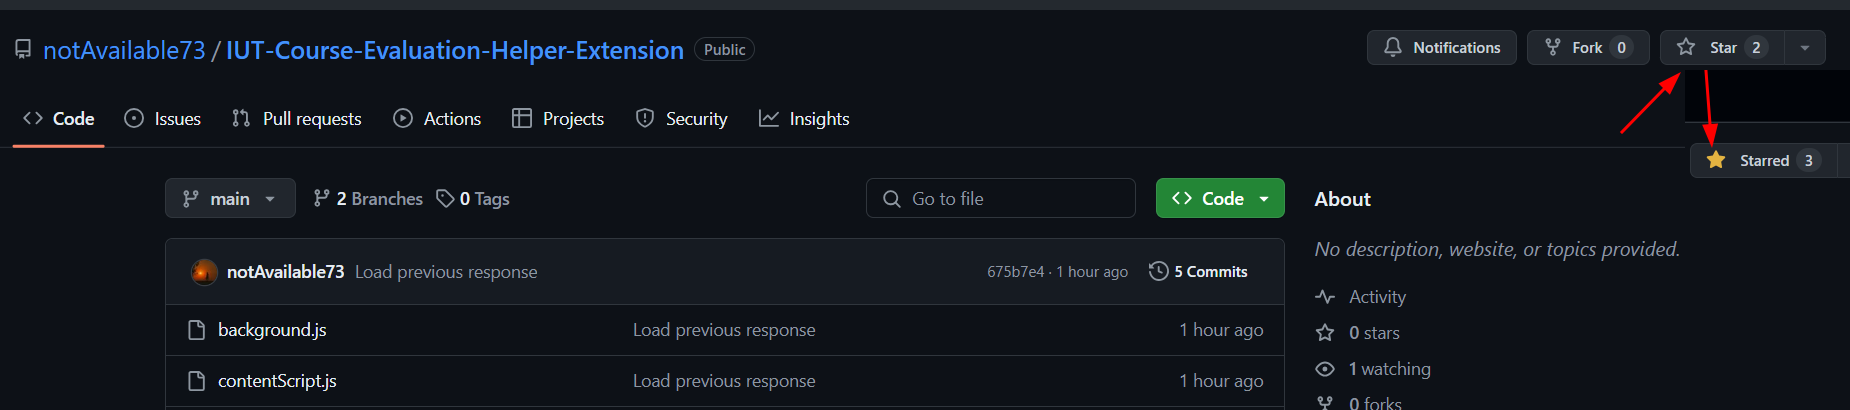 notAvailable73 / IUT-Course-Evaluation-Helper-Extension Public Notifications Fork 0 Star 2
Code Issues Pull requests Actions Projects Security Insights
Starred 3
main 2 Branches 0 Tags Go to file Code About
No description, website, or topics provided.
notAvailable73 Load previous response 675b7e4 · 1 hour ago 5 Commits
Activity
background.js Load previous response 1 hour ago
0 stars
1 watching
contentScript.js Load previous response 1 hour ago
0 forks